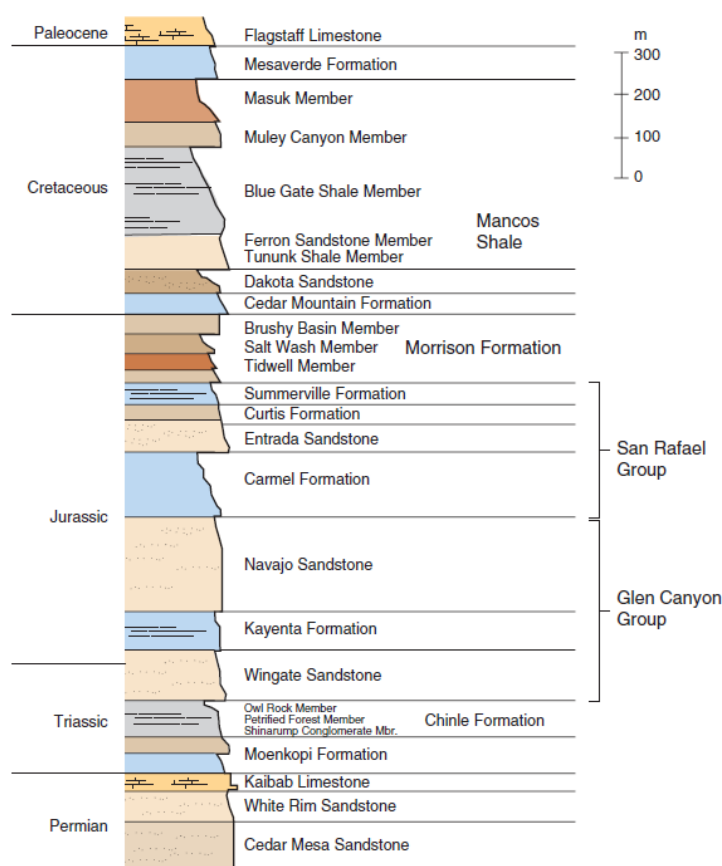 Paleocene
Flagstaff Limestone
m
300
Mesaverde Formation
Masuk Member
200
Muley Canyon Member
100
0
Cretaceous
Blue Gate Shale Member
Mancos
Shale
Ferron Sandstone Member
Tununk Shale Member
Dakota Sandstone
Cedar Mountain Formation
Brushy Basin Member
Salt Wash Member
Morrison Formation
Tidwell Member
Summerville Formation
Curtis Formation
Entrada Sandstone
San Rafael
Group
Carmel Formation
Jurassic
Navajo Sandstone
Glen Canyon
Group
Kayenta Formation
Wingate Sandstone
Owl Rock Member
Petrified Forest Member
Shinarump Conglomerate Mbr.
Chinle Formation
Triassic
Moenkopi Formation
Kaibab Limestone
White Rim Sandstone
Permian
Cedar Mesa Sandstone